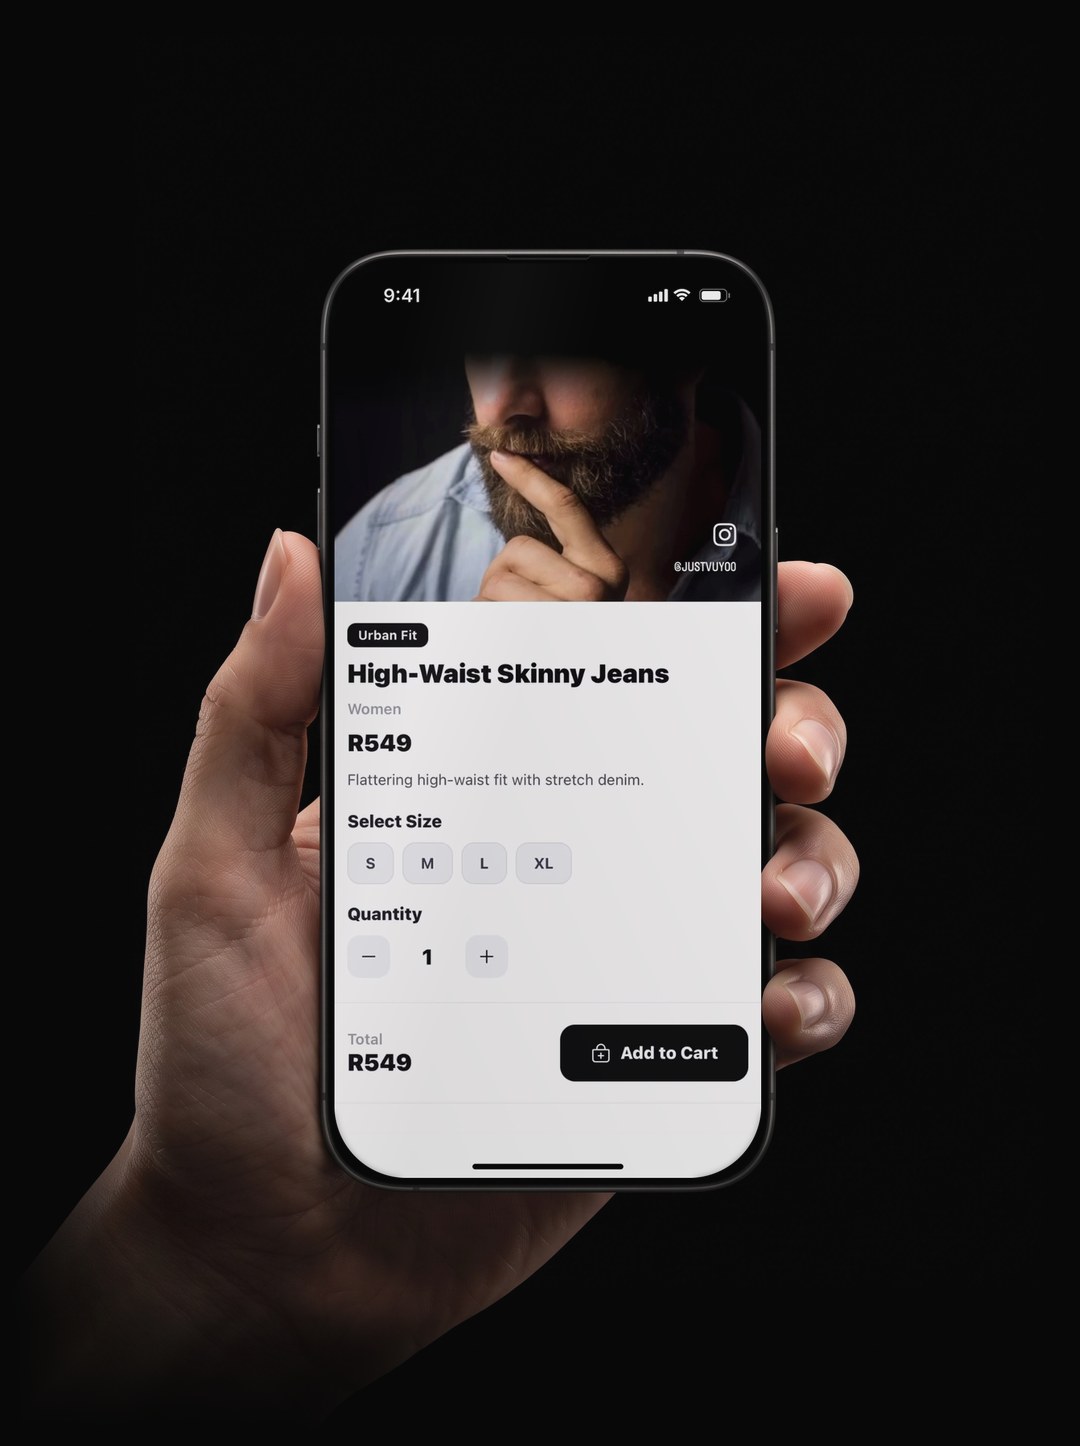 9:41
@JUSTVUYOO
Urban Fit
High-Waist Skinny Jeans
Women
R549
Flattering high-waist fit with stretch denim.
Select Size
S M L XL
Quantity
− 1 +
Total
R549
Add to Cart